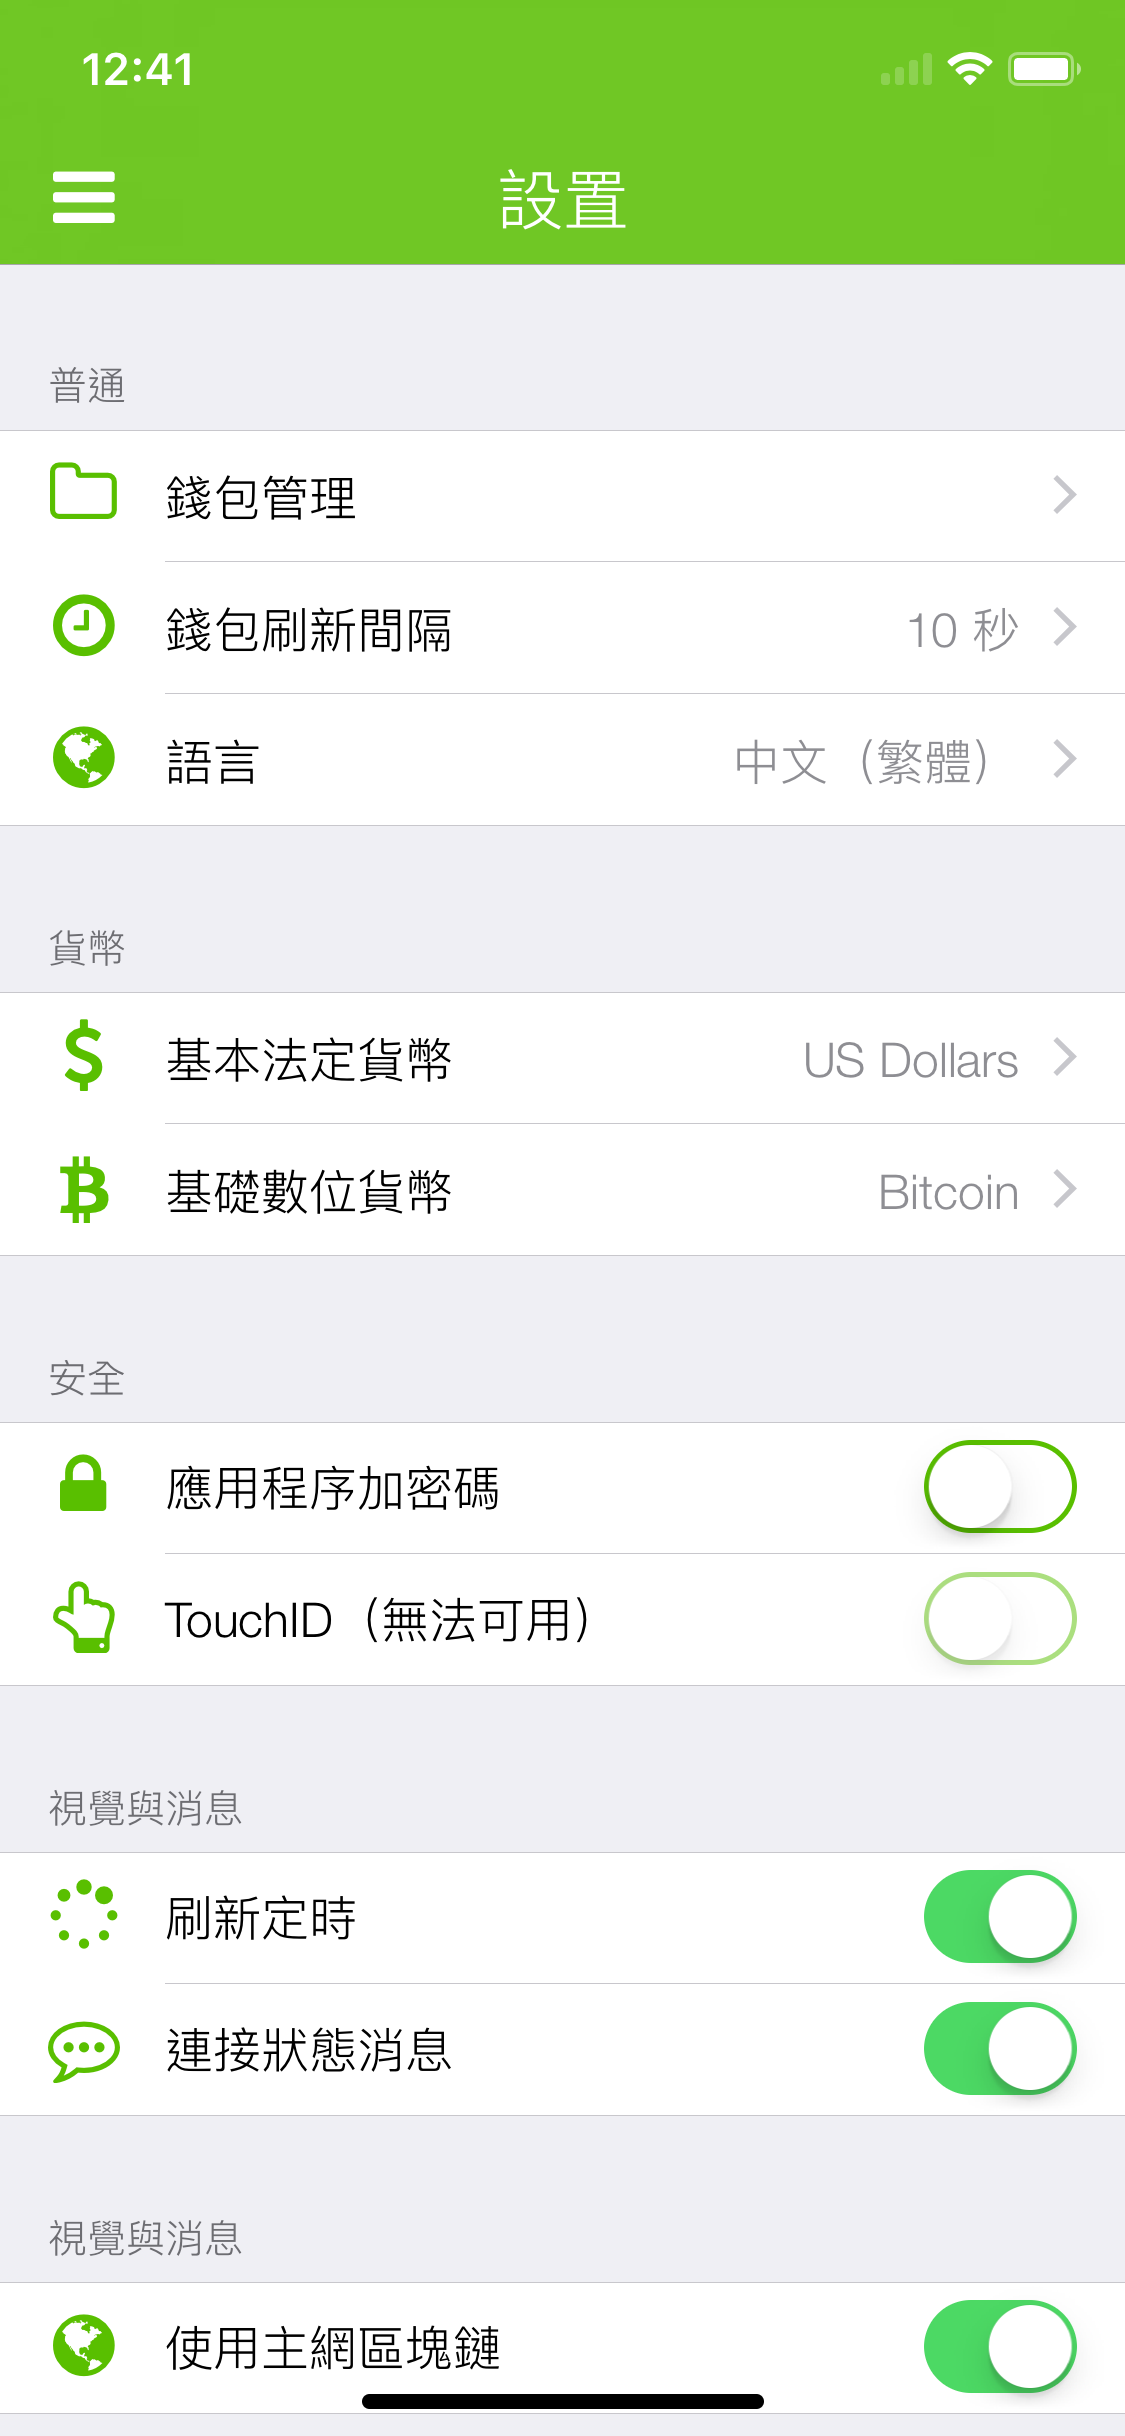 12:41
設置
普通
錢包管理
錢包刷新間隔 10 秒
語言 中文（繁體）
貨幣
基本法定貨幣 US Dollars
基礎數位貨幣 Bitcoin
安全
應用程序加密碼
TouchID（無法可用）
視覺與消息
刷新定時
連接狀態消息
視覺與消息
使用主網區塊鏈